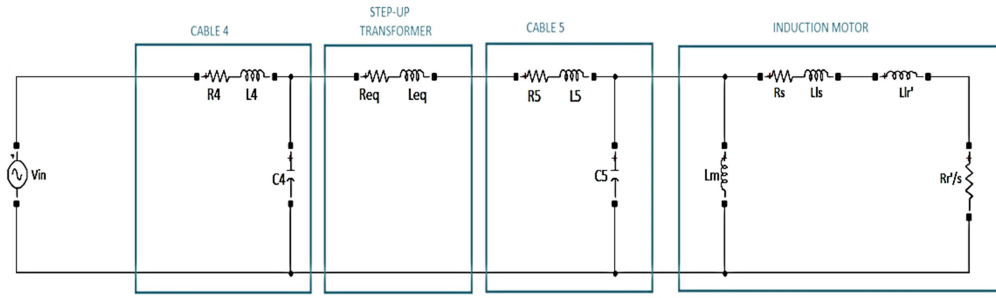 CABLE 4
STEP-UP
TRANSFORMER
CABLE 5
INDUCTION MOTOR
R4 L4
Req Leq
R5 L5
Rs Lls
Llr'
Vin
C4
C5
Lm
Rr'/s